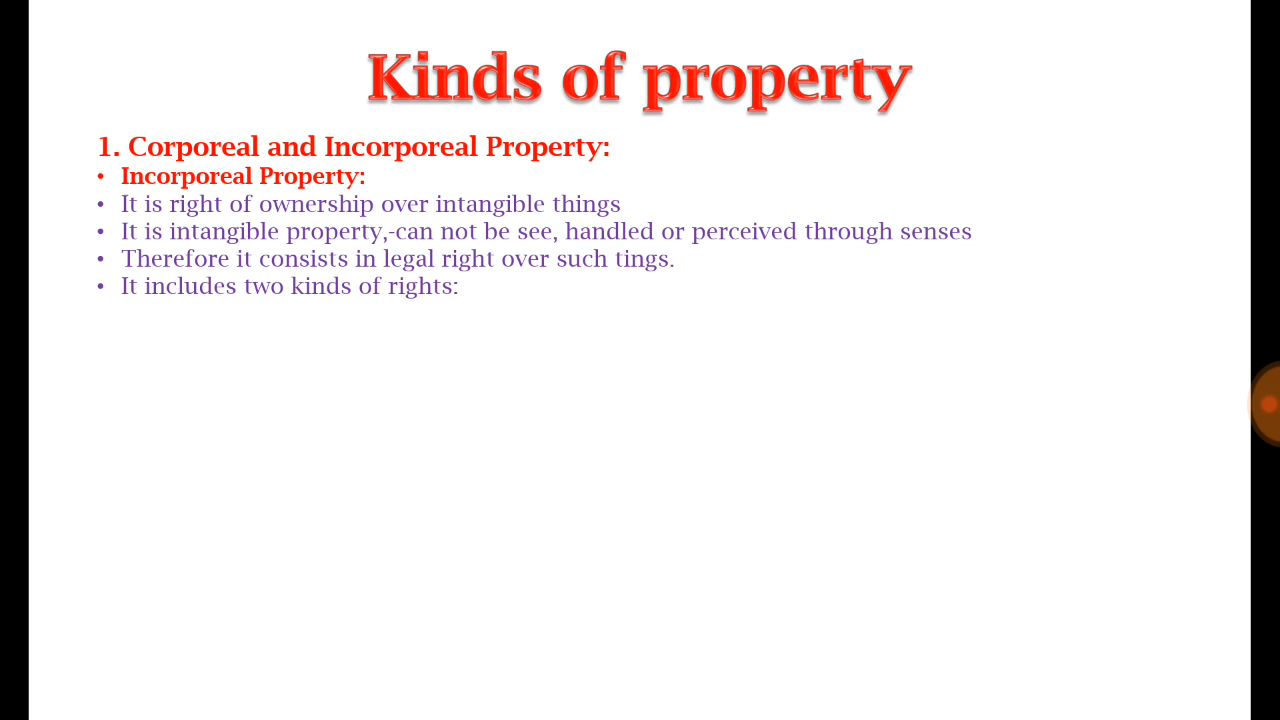 Kinds of property
1. Corporeal and Incorporeal Property:
• Incorporeal Property:
• It is right of ownership over intangible things
• It is intangible property,-can not be see, handled or perceived through senses
• Therefore it consists in legal right over such tings.
• It includes two kinds of rights: